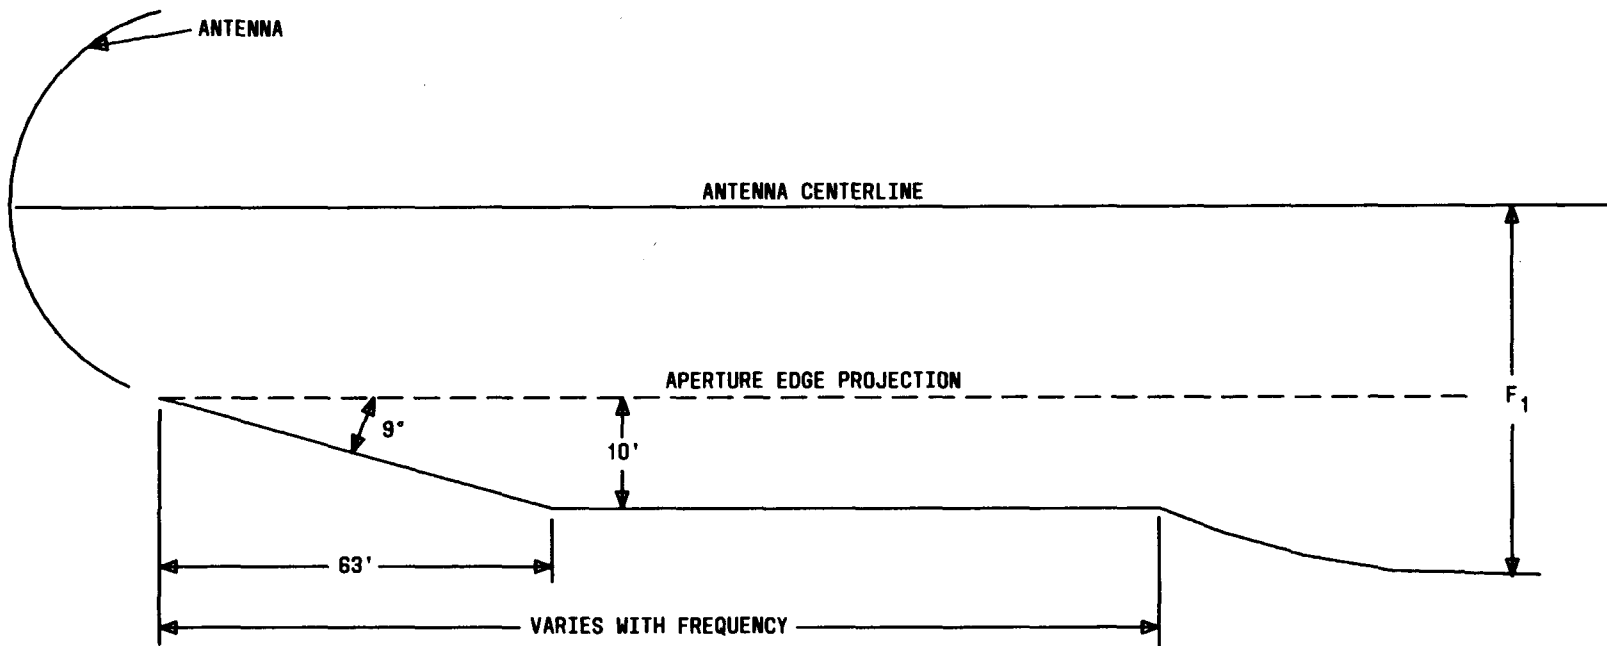 ANTENNA
ANTENNA CENTERLINE
APERTURE EDGE PROJECTION
F1
9°
10'
63'
VARIES WITH FREQUENCY